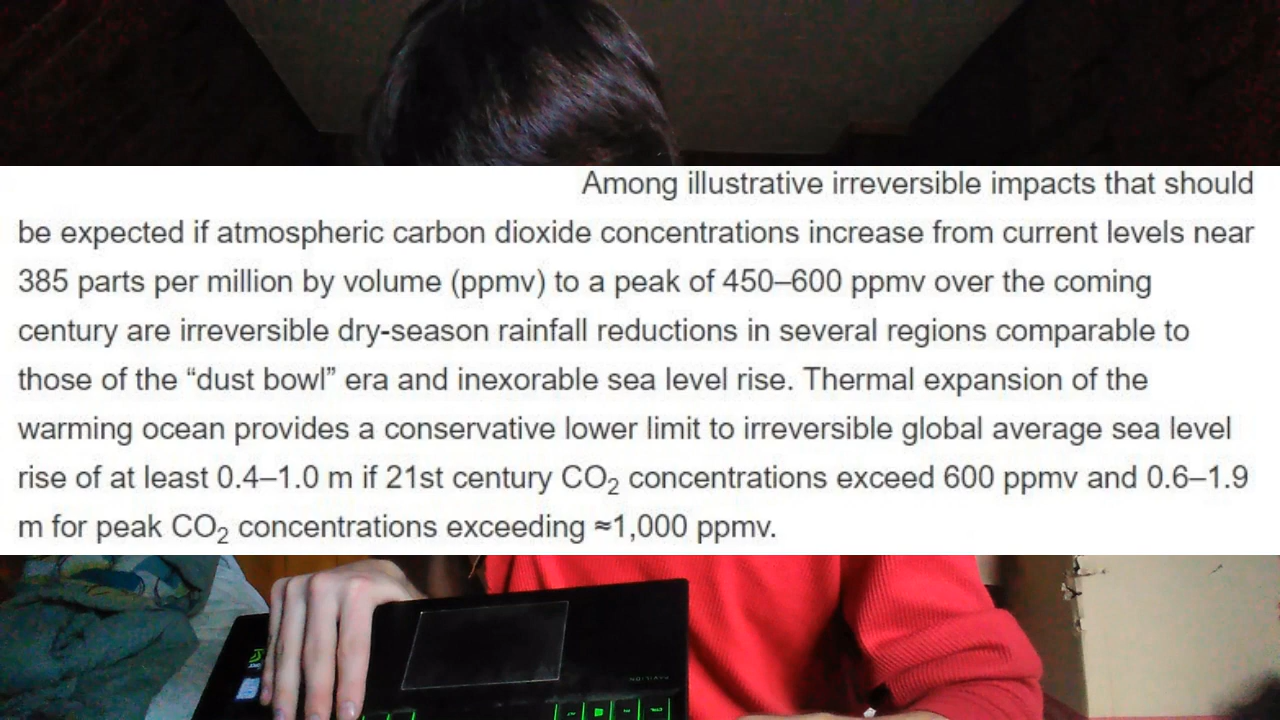 Among illustrative irreversible impacts that should
be expected if atmospheric carbon dioxide concentrations increase from current levels near
385 parts per million by volume (ppmv) to a peak of 450–600 ppmv over the coming
century are irreversible dry-season rainfall reductions in several regions comparable to
those of the “dust bowl” era and inexorable sea level rise. Thermal expansion of the
warming ocean provides a conservative lower limit to irreversible global average sea level
rise of at least 0.4–1.0 m if 21st century CO₂ concentrations exceed 600 ppmv and 0.6–1.9
m for peak CO₂ concentrations exceeding ≈1,000 ppmv.
PAVILION